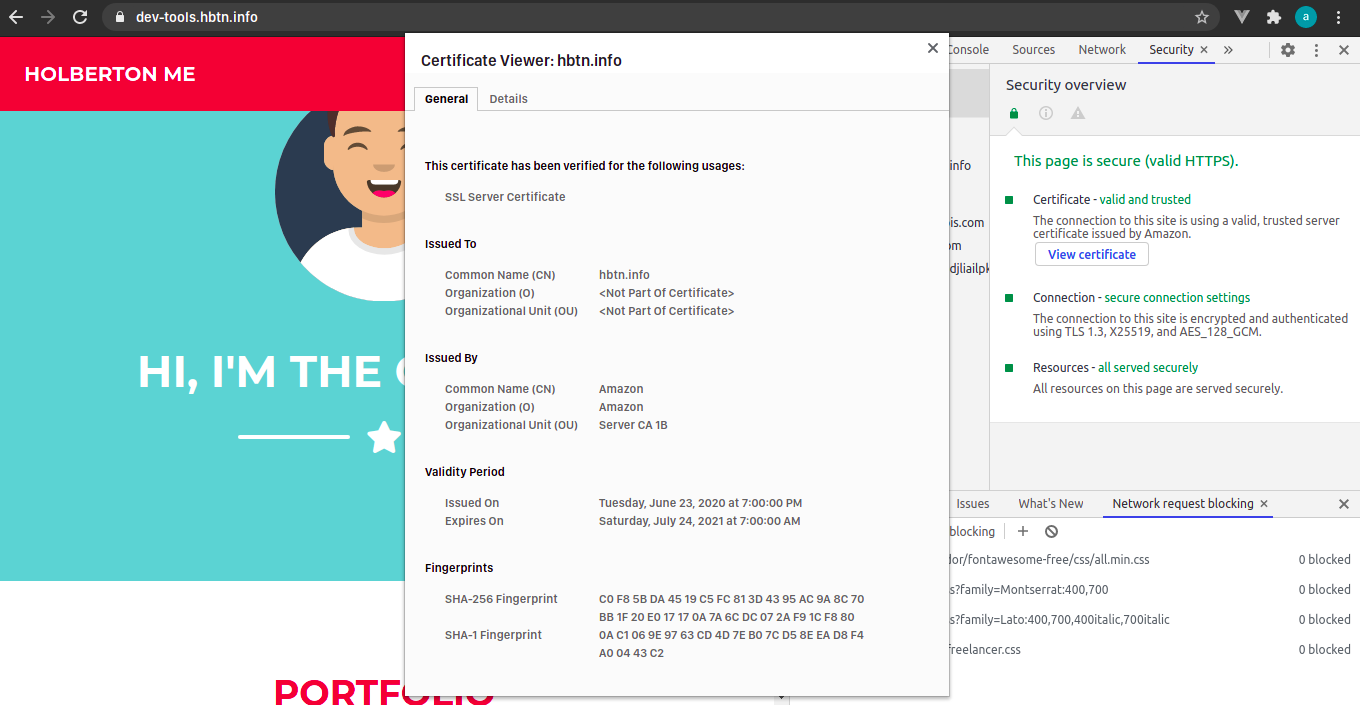 dev-tools.hbtn.info
a
HOLBERTON ME
HI, I'M THE
PORTFOLIO
Certificate Viewer: hbtn.info
General Details
This certificate has been verified for the following usages:
SSL Server Certificate
Issued To
Common Name (CN) hbtn.info
Organization (O) <Not Part Of Certificate>
Organizational Unit (OU) <Not Part Of Certificate>
Issued By
Common Name (CN) Amazon
Organization (O) Amazon
Organizational Unit (OU) Server CA 1B
Validity Period
Issued On Tuesday, June 23, 2020 at 7:00:00 PM
Expires On Saturday, July 24, 2021 at 7:00:00 AM
Fingerprints
SHA-256 Fingerprint C0 F8 5B DA 45 19 C5 FC 81 3D 43 95 AC 9A 8C 70
BB 1F 20 E0 17 17 0A 7A 6C DC 07 2A F9 1C F8 80
SHA-1 Fingerprint 0A C1 06 9E 97 63 CD 4D 7E B0 7C D5 8E EA D8 F4
A0 04 43 C2
Console Sources Network Security
info
is.com
om
djliailpk
Security overview
This page is secure (valid HTTPS).
Certificate - valid and trusted
The connection to this site is using a valid, trusted server
certificate issued by Amazon.
View certificate
Connection - secure connection settings
The connection to this site is encrypted and authenticated
using TLS 1.3, X25519, and AES_128_GCM.
Resources - all served securely
All resources on this page are served securely.
Issues What's New Network request blocking
blocking
dor/fontawesome-free/css/all.min.css 0 blocked
s?family=Montserrat:400,700 0 blocked
s?family=Lato:400,700,400italic,700italic 0 blocked
freelancer.css 0 blocked